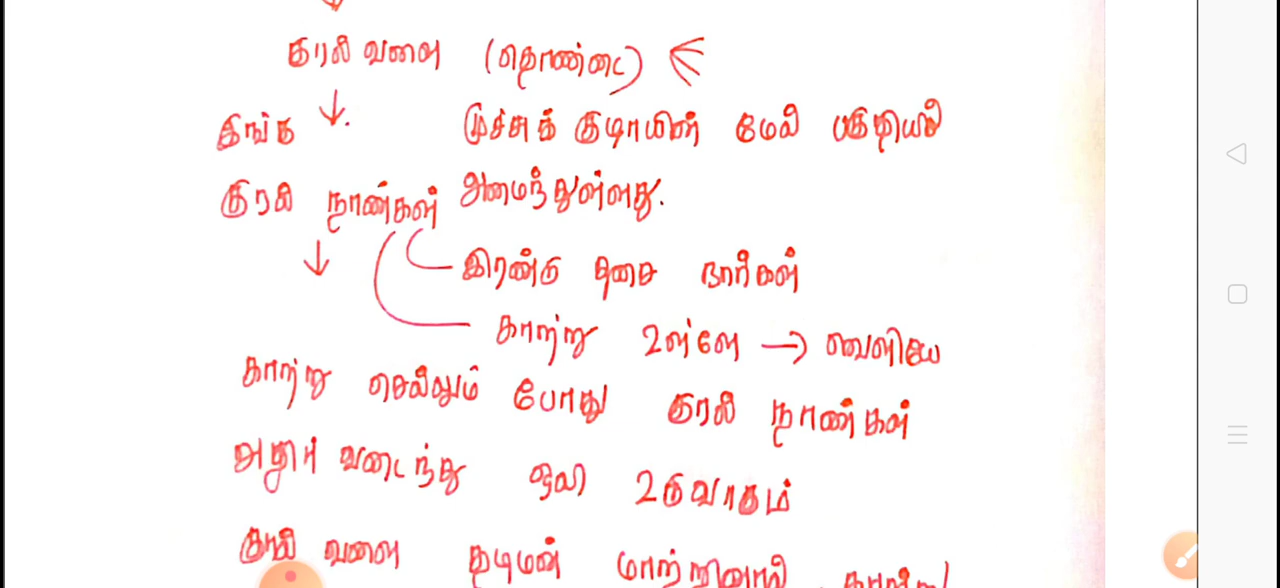 குரல் வளை (தொண்டை)
இங்கு மூச்சுக் குழாயின் மேல் பகுதியில்
குரல் நாண்கள் அமைந்துள்ளது.
இரண்டு தசை நார்கள்
காற்று உள்ளே → வெளியே
காற்று செல்லும் போது குரல் நாண்கள்
அதிர் வடைந்து ஒலி உருவாகும்
குரல் வளை தடிமன் மாற்றினால்